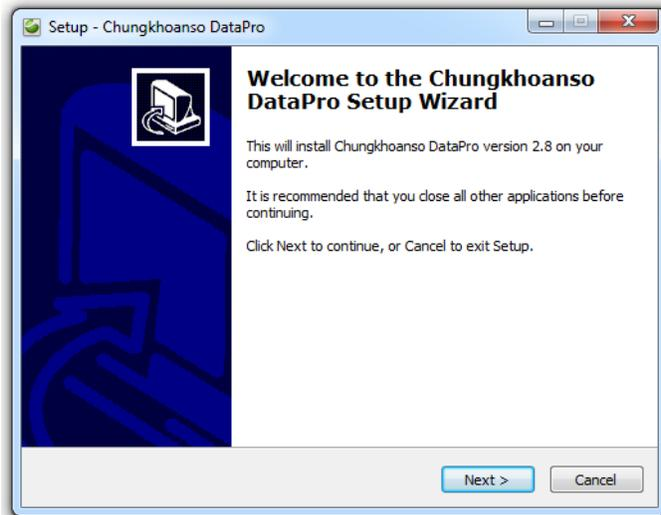 Setup - Chungkhoanso DataPro
Welcome to the Chungkhoanso
DataPro Setup Wizard
This will install Chungkhoanso DataPro version 2.8 on your
computer.
It is recommended that you close all other applications before
continuing.
Click Next to continue, or Cancel to exit Setup.
Next >
Cancel